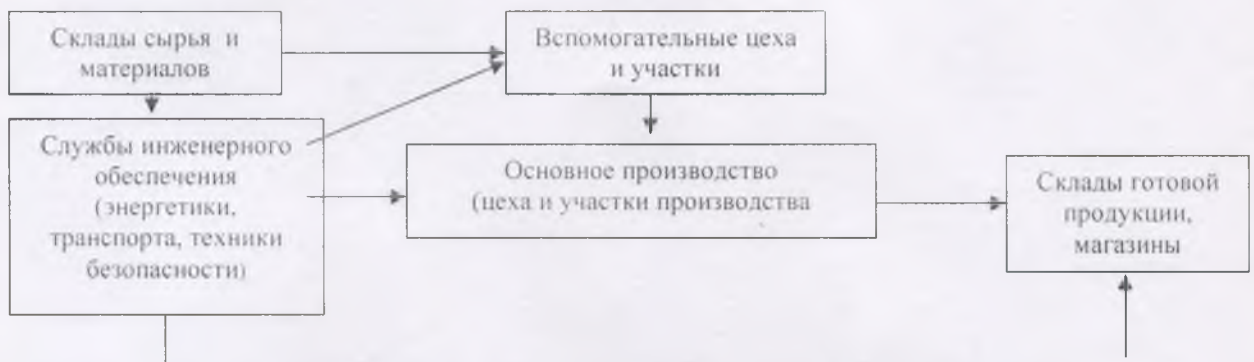 Склады сырья и
материалов
Вспомогательные цеха
и участки
Службы инженерного
обеспечения
(энергетики,
транспорта, техники
безопасности)
Основное производство
(цеха и участки производства
Склады готовой
продукции,
магазины